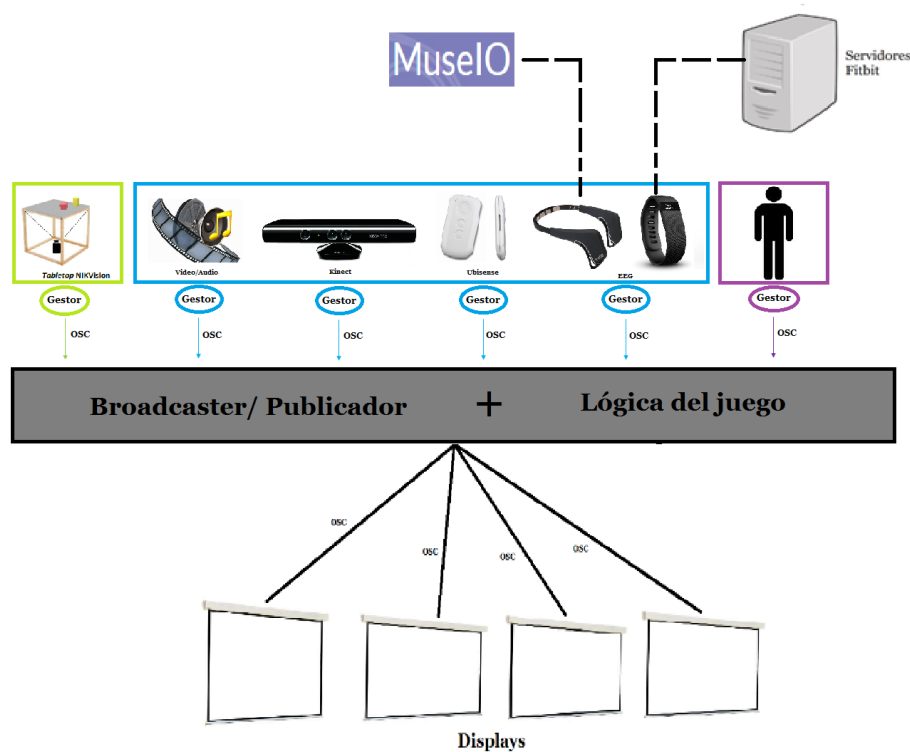 MuseIO
Servidores
Fitbit
Tabletop NIKVision
Video/Audio
Kinect
Ubisense
EEG
Gestor
Gestor
Gestor
Gestor
Gestor
Gestor
OSC
OSC
OSC
OSC
OSC
OSC
Broadcaster/ Publicador + Lógica del juego
OSC
OSC
OSC
OSC
Displays